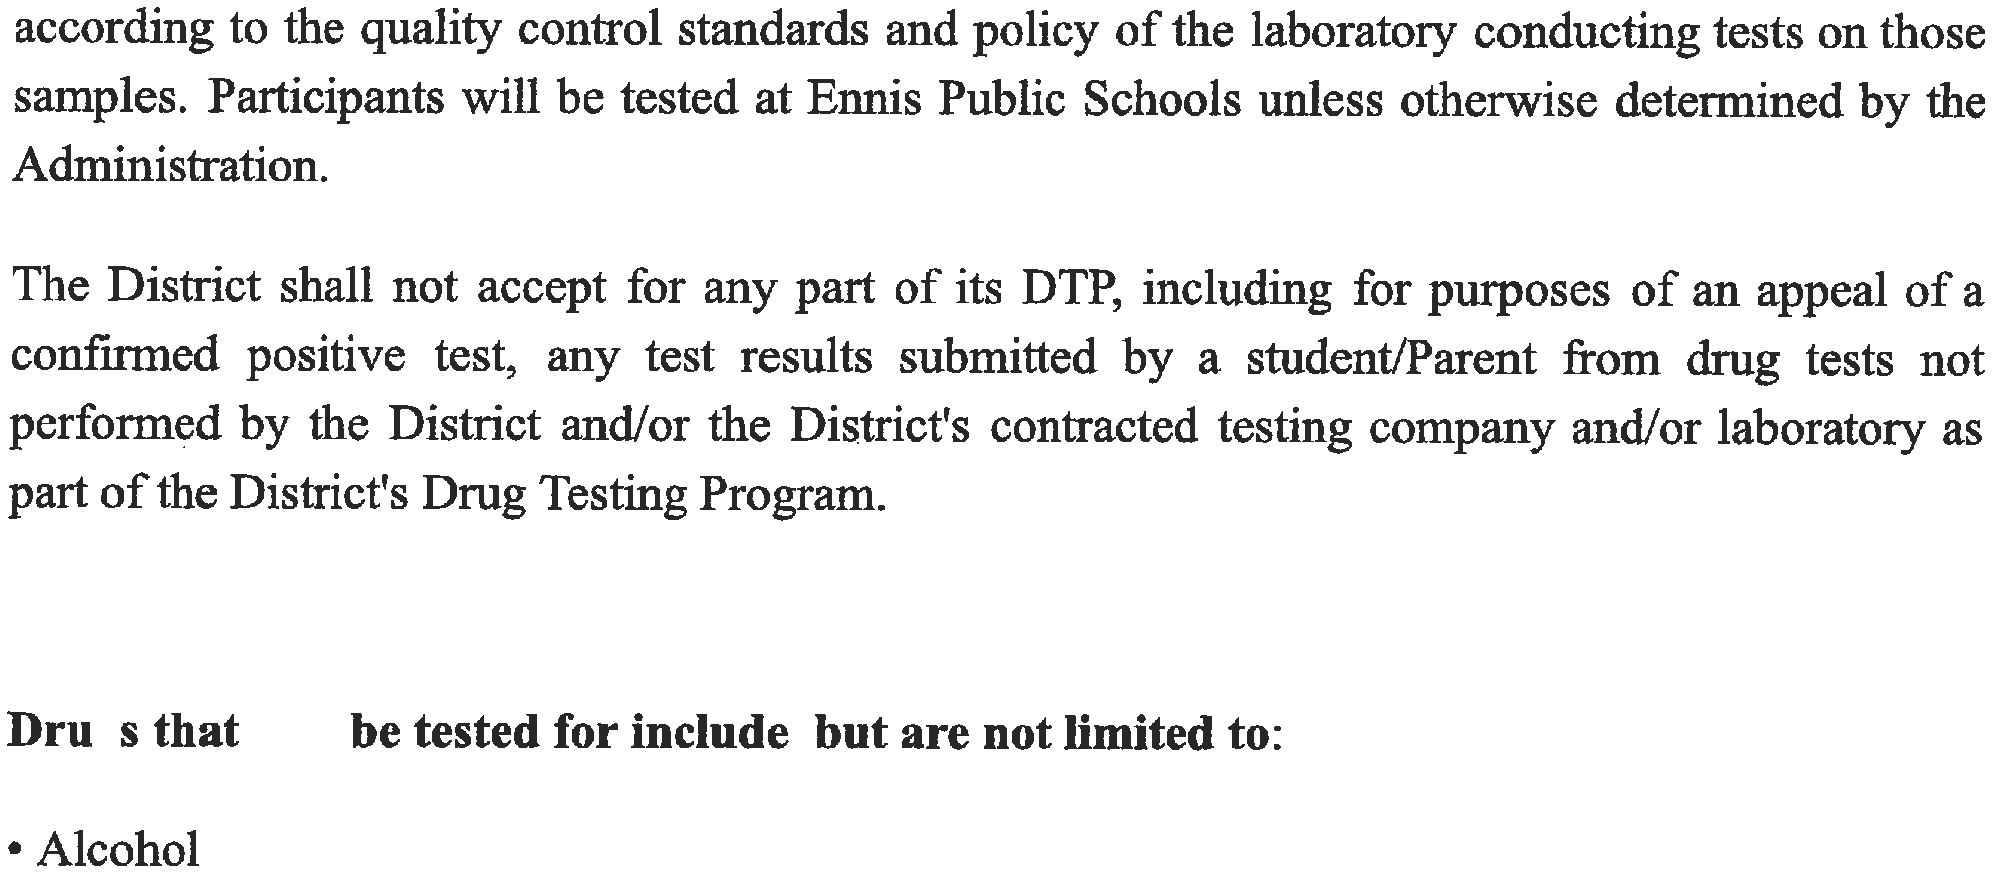 according to the quality control standards and policy of the laboratory conducting tests on those
samples. Participants will be tested at Ennis Public Schools unless otherwise determined by the
Administration.
The District shall not accept for any part of its DTP, including for purposes of an appeal of a
confirmed positive test, any test results submitted by a student/Parent from drug tests not
performed by the District and/or the District's contracted testing company and/or laboratory as
part of the District's Drug Testing Program.
Dru s that be tested for include but are not limited to:
• Alcohol